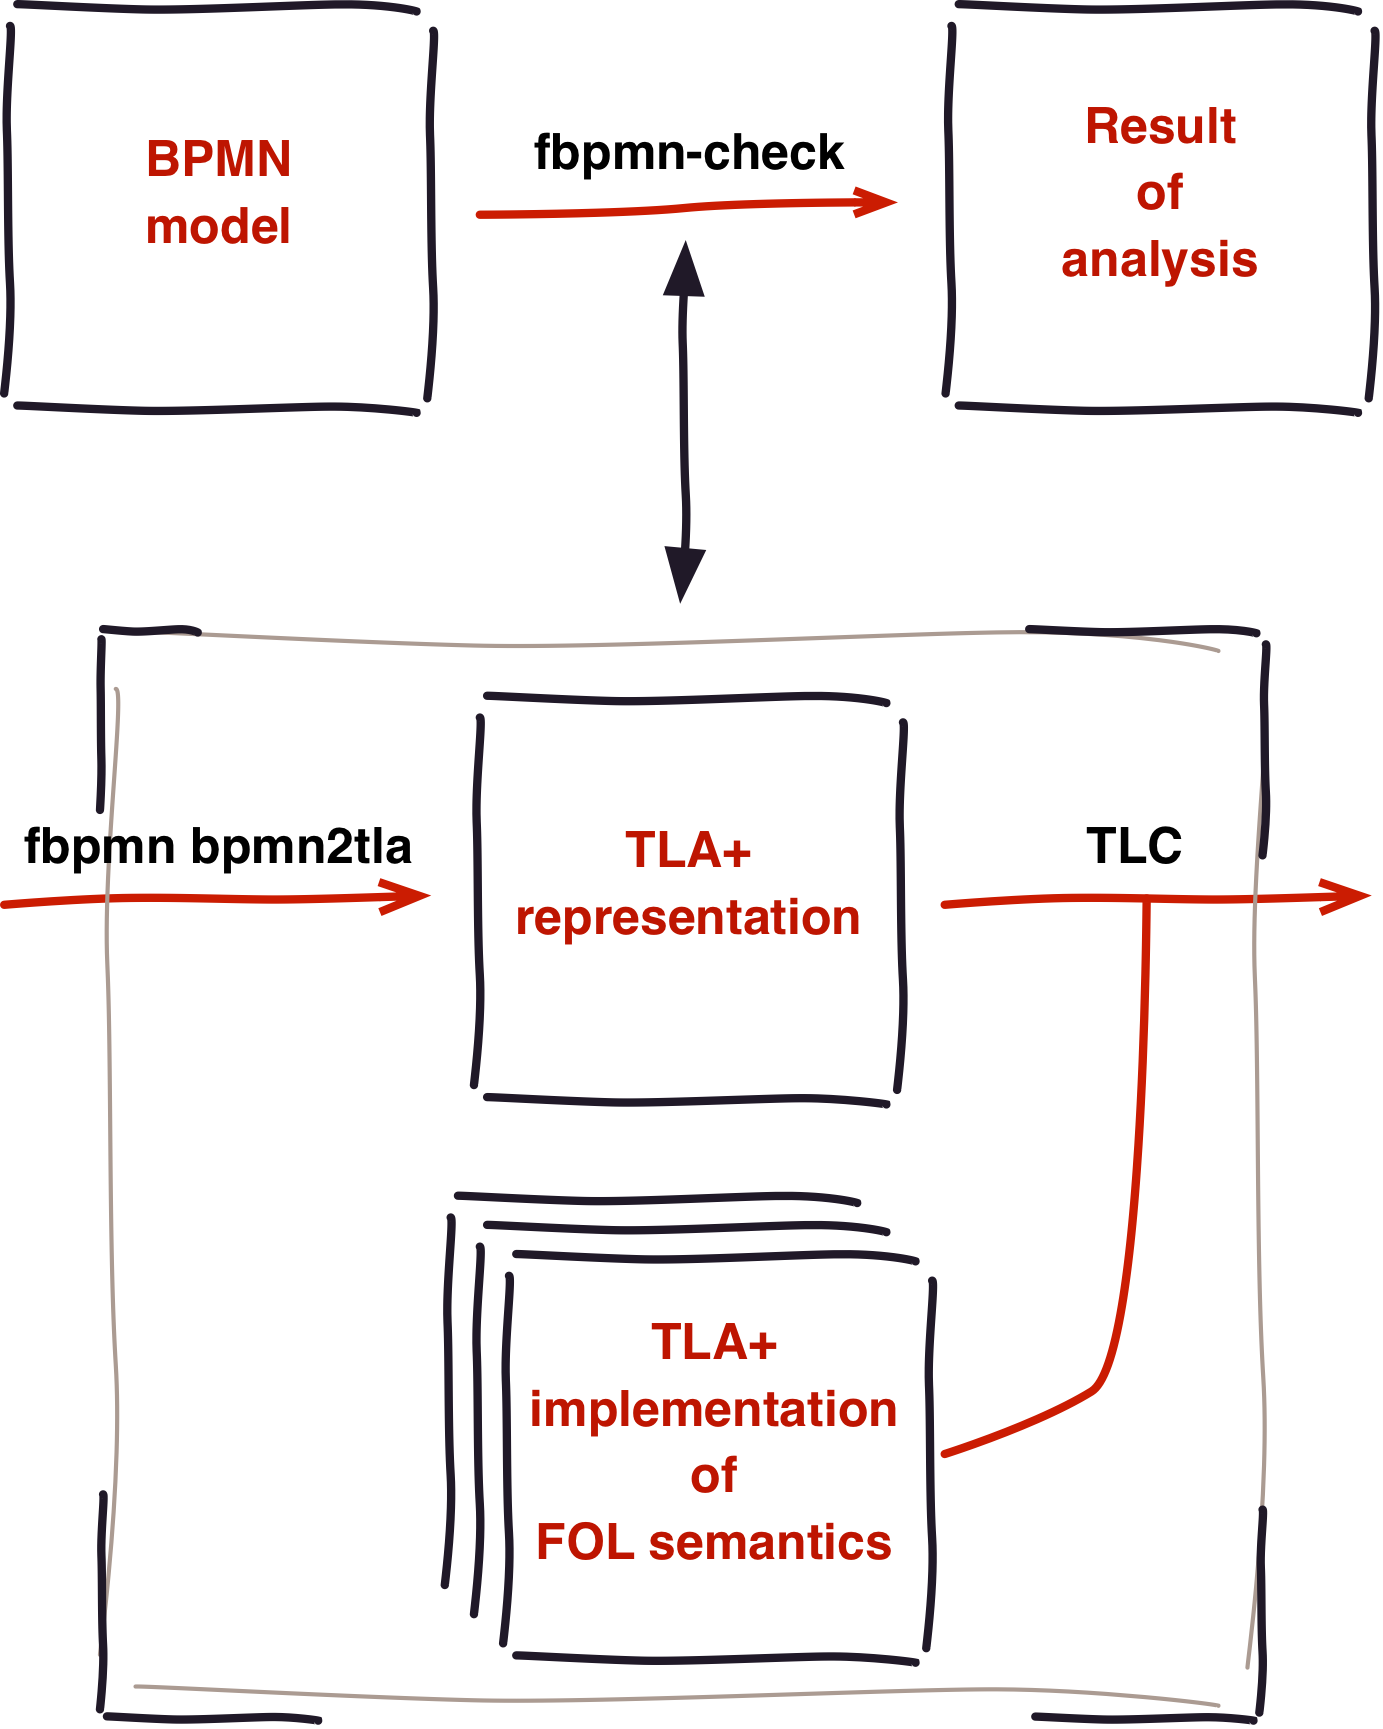 BPMN
model
fbpmn-check
Result
of
analysis
fbpmn bpmn2tla
TLA+
representation
TLC
TLA+
implementation
of
FOL semantics